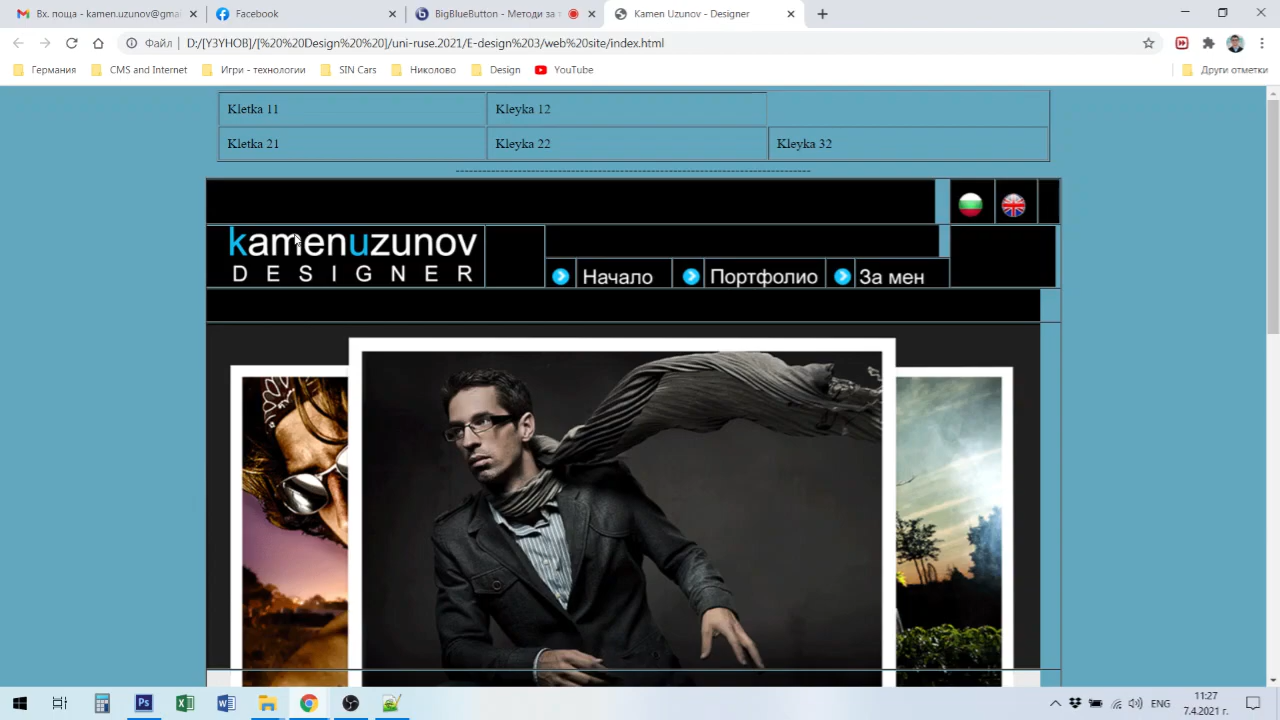 Вх. поща - kamen.uzunov@gmai
Facebook
BigBlueButton - Методи за т
Kamen Uzunov - Designer
Файл
D:/[УЗУНОВ]/[%20%20Design%20%20]/uni-ruse.2021/E-design%203/web%20site/index.html
Германия
CMS and Internet
Игри - технологии
SIN Cars
Николово
Design
YouTube
Други отметки
Kletka 11
Kleyka 12
Kletka 21
Kleyka 22
Kleyka 32
--------------------------------------------------------------------------------
kamenuzunov
DESIGNER
Начало
Портфолио
За мен
Ps
ENG
11:27
7.4.2021 г.